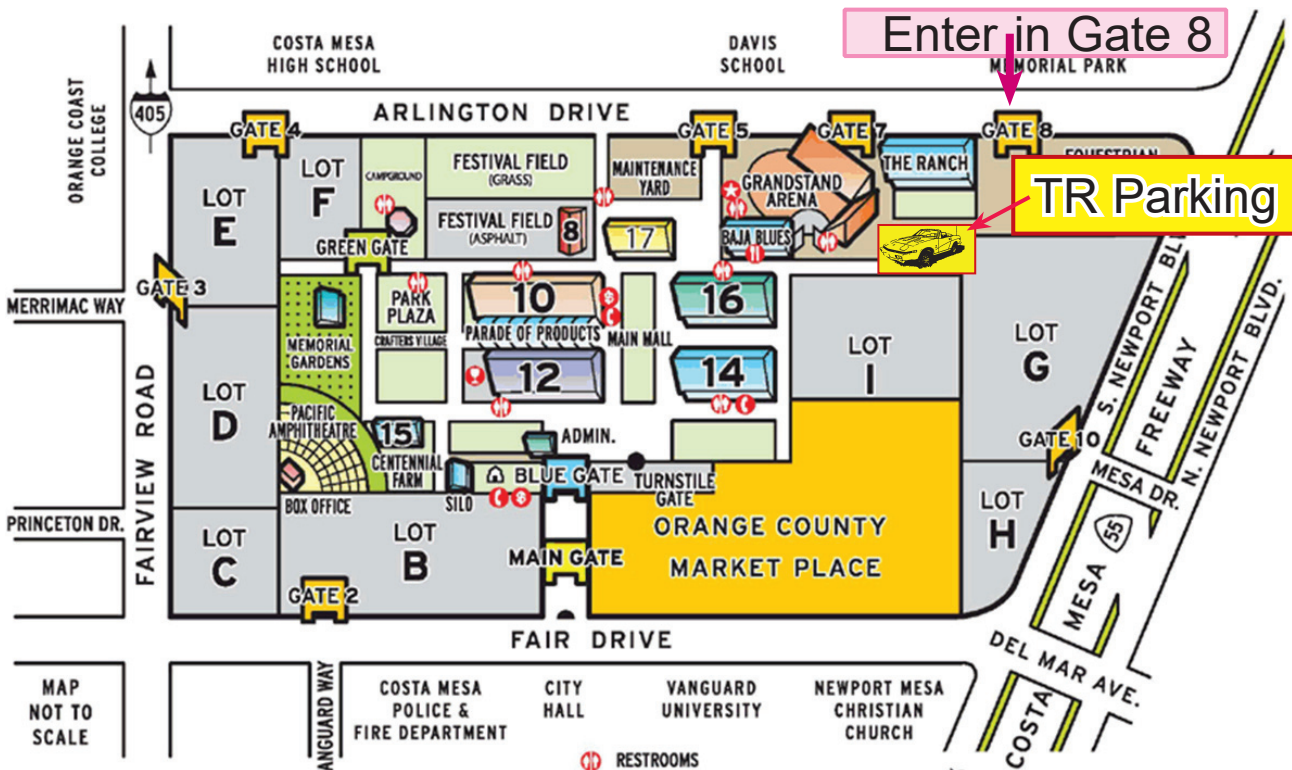 COSTA MESA
HIGH SCHOOL
DAVIS
SCHOOL
Enter in Gate 8
MEMORIAL PARK
ORANGE COAST
COLLEGE
405
ARLINGTON DRIVE
GATE 4
GATE 5
GATE 7
GATE 8
LOT
E
LOT
F
CAMPGROUND
FESTIVAL FIELD
(GRASS)
FESTIVAL FIELD
(ASPHALT)
8
MAINTENANCE
YARD
17
GRANDSTAND
ARENA
BAJA BLUES
THE RANCH
EQUESTRIAN
TR Parking
GREEN GATE
GATE 3
MERRIMAC WAY
PARK
PLAZA
10
16
PARADE OF PRODUCTS
MAIN MALL
CRAFTERS VILLAGE
MEMORIAL
GARDENS
12
14
LOT
I
LOT
G
S. NEWPORT BLVD.
FREEWAY
N. NEWPORT BLVD.
FAIRVIEW ROAD
LOT
D
PACIFIC
AMPHITHEATRE
15
CENTENNIAL
FARM
ADMIN.
GATE 10
MESA DR.
BOX OFFICE
SILO
BLUE GATE
TURNSTILE
GATE
PRINCETON DR.
LOT
C
LOT
B
MAIN GATE
ORANGE COUNTY
MARKET PLACE
LOT
H
55
COSTA MESA
GATE 2
FAIR DRIVE
DEL MAR AVE.
MAP
NOT TO
SCALE
COSTA MESA
POLICE &
FIRE DEPARTMENT
CITY
HALL
VANGUARD
UNIVERSITY
NEWPORT MESA
CHRISTIAN
CHURCH
RESTROOMS